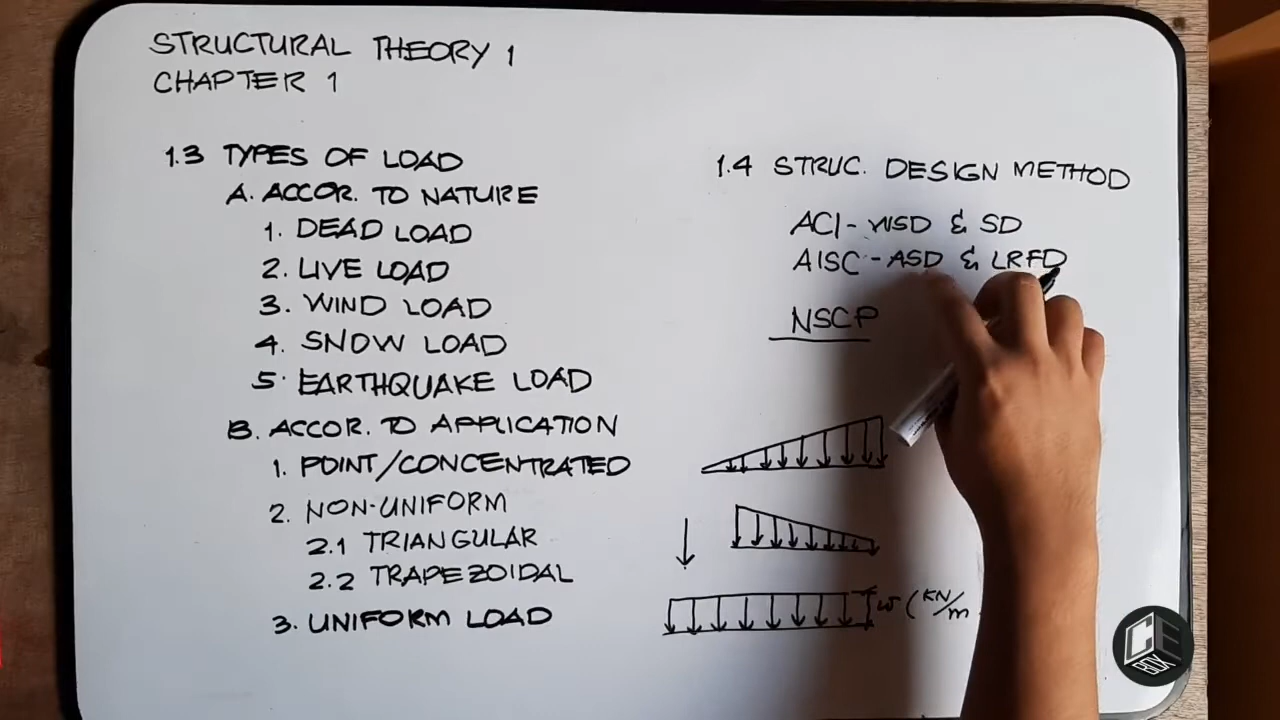 STRUCTURAL THEORY 1
CHAPTER 1
1.3 TYPES OF LOAD
A. ACCOR. TO NATURE
1. DEAD LOAD
2. LIVE LOAD
3. WIND LOAD
4. SNOW LOAD
5. EARTHQUAKE LOAD
B. ACCOR. TO APPLICATION
1. POINT/CONCENTRATED
2. NON-UNIFORM
2.1 TRIANGULAR
2.2 TRAPEZOIDAL
3. UNIFORM LOAD
1.4 STRUC. DESIGN METHOD
ACI - WSD & SD
AISC - ASD & LRFD
NSCP
w (KN/m
CE
BOX